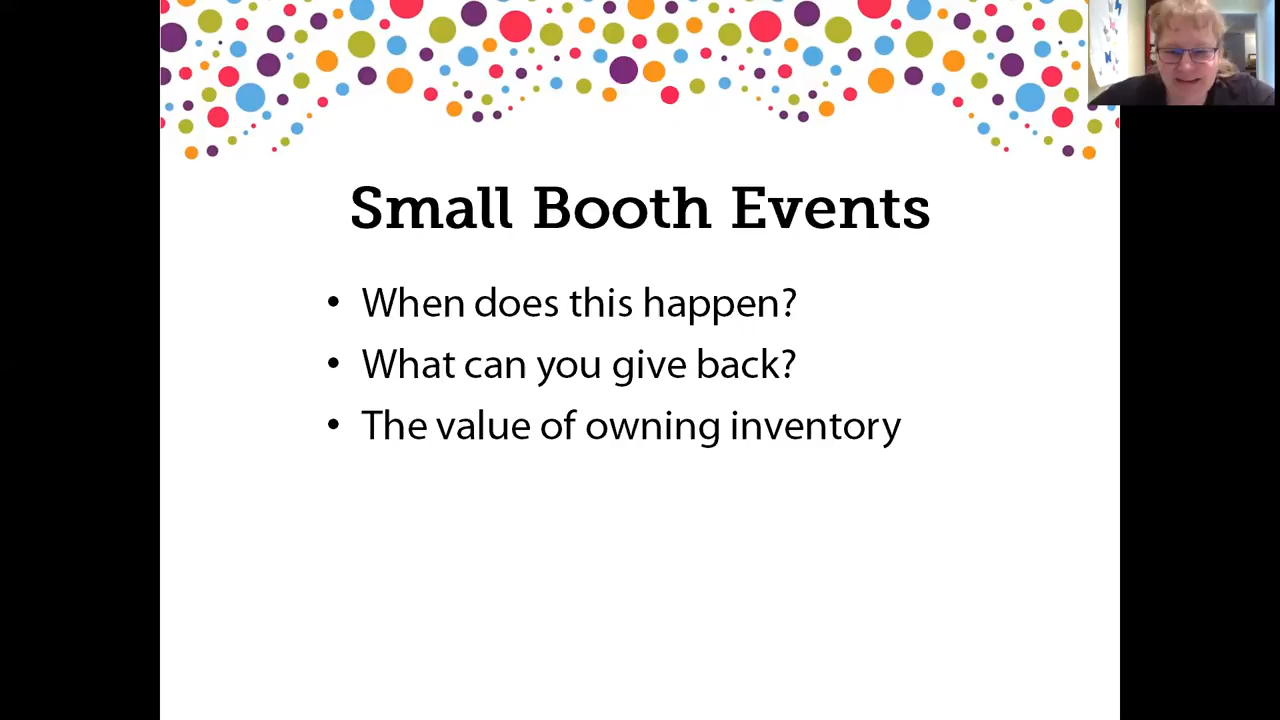 Small Booth Events
• When does this happen?
• What can you give back?
• The value of owning inventory